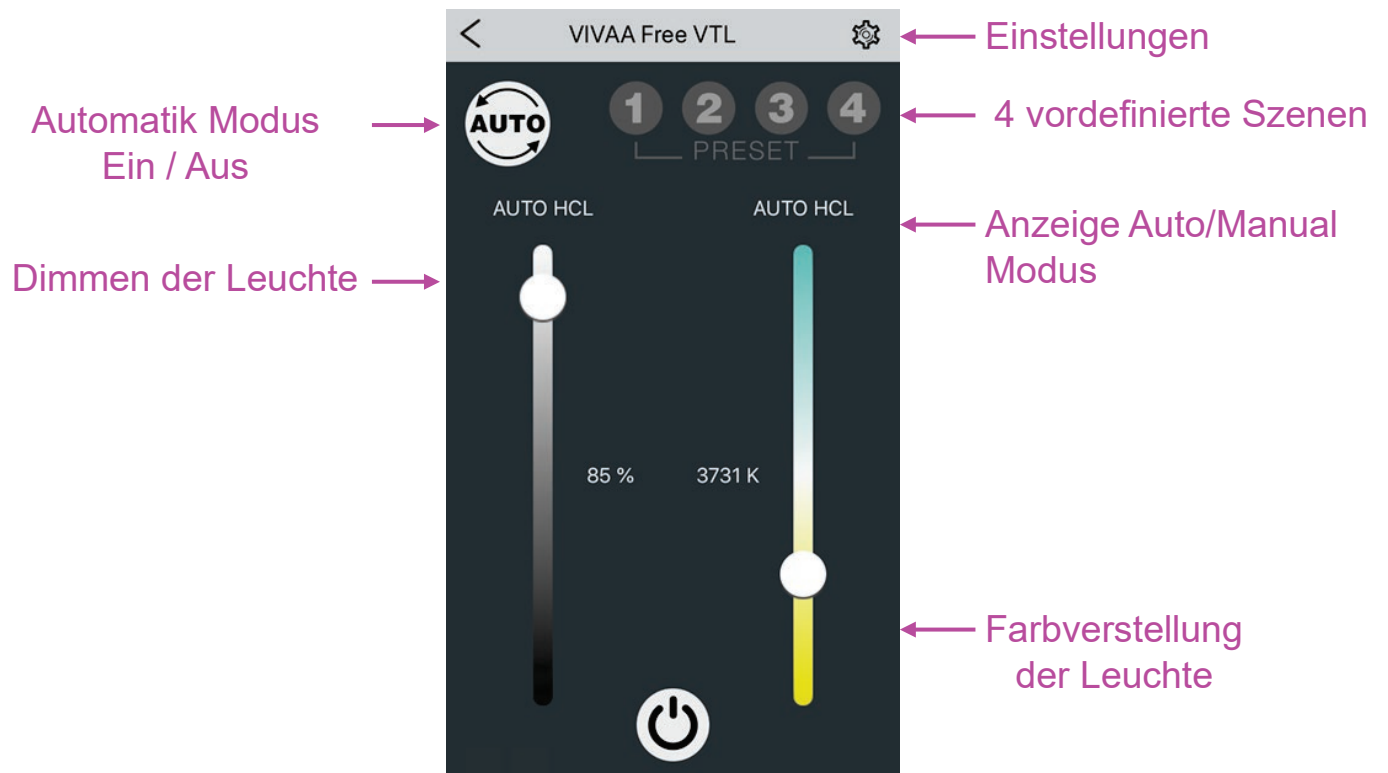 VIVAA Free VTL
Einstellungen
Automatik Modus
Ein / Aus
AUTO
1 2 3 4
PRESET
4 vordefinierte Szenen
AUTO HCL
AUTO HCL
Anzeige Auto/Manual
Modus
Dimmen der Leuchte
85 %
3731 K
Farbverstellung
der Leuchte